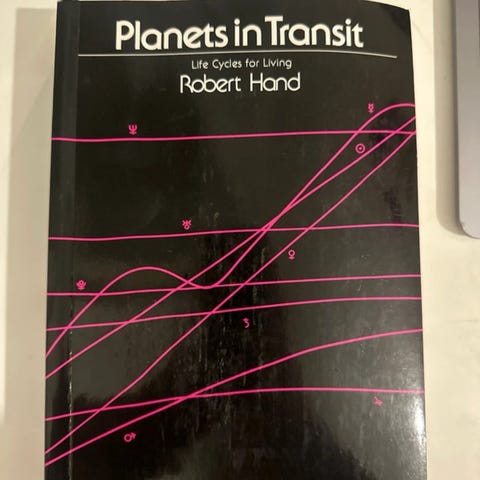 Planets in Transit
Life Cycles for Living
Robert Hand